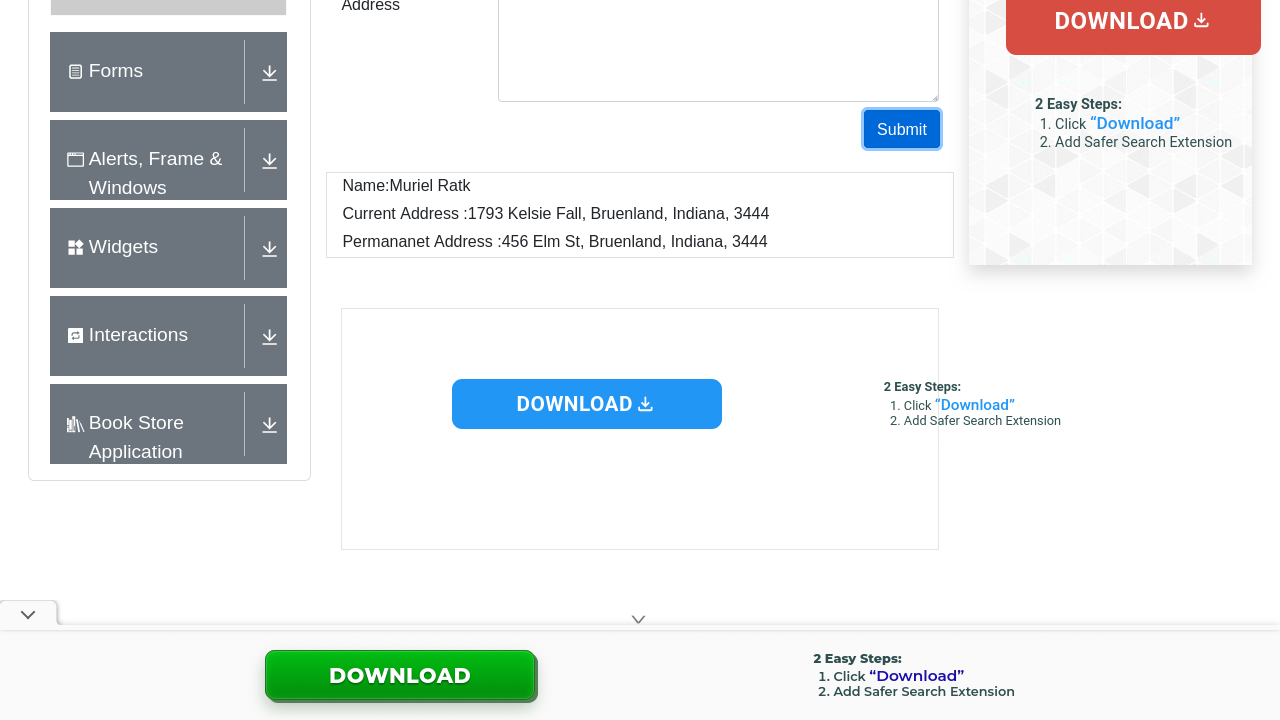 Address
DOWNLOAD
Forms
2 Easy Steps:
1. Click “Download”
2. Add Safer Search Extension
Submit
Alerts, Frame &
Windows
Name:Muriel Ratk
Current Address :1793 Kelsie Fall, Bruenland, Indiana, 3444
Permananet Address :456 Elm St, Bruenland, Indiana, 3444
Widgets
Interactions
DOWNLOAD
2 Easy Steps:
1. Click “Download”
2. Add Safer Search Extension
Book Store
Application
DOWNLOAD
2 Easy Steps:
1. Click “Download”
2. Add Safer Search Extension